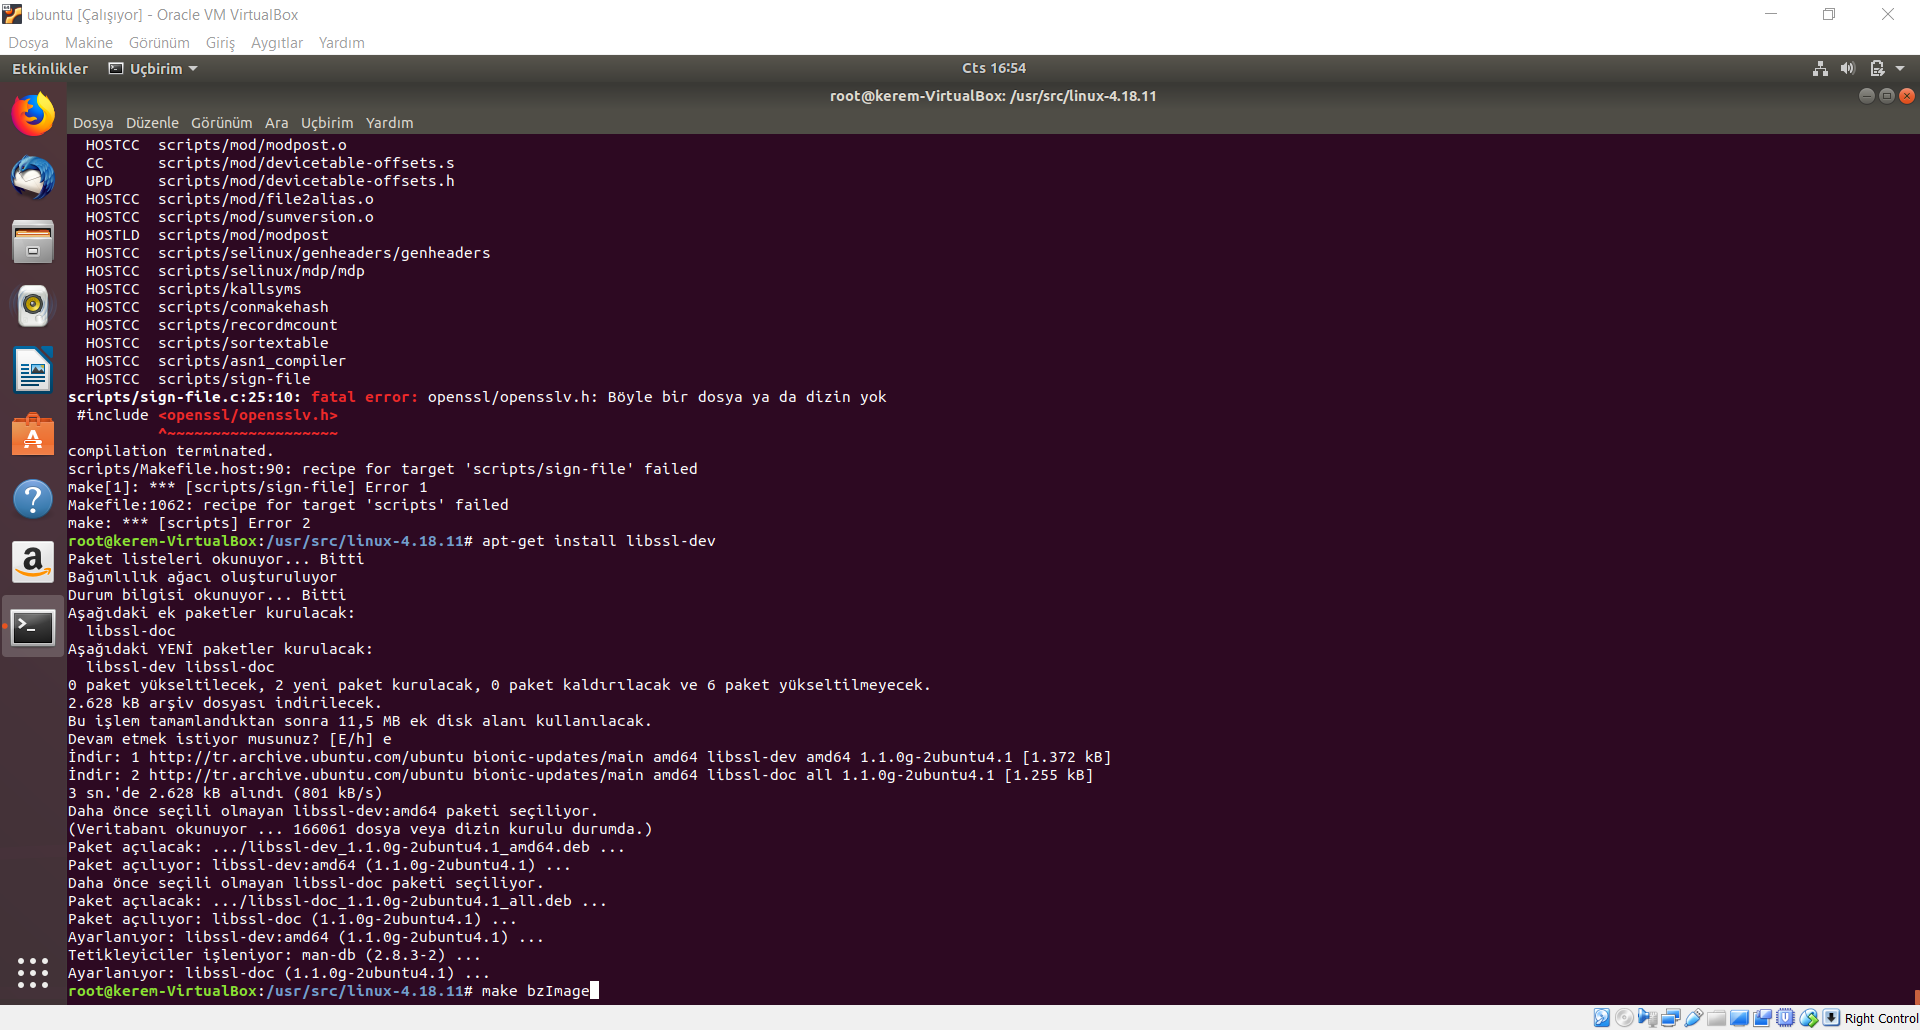 ubuntu [Çalışıyor] - Oracle VM VirtualBox
Dosya Makine Görünüm Giriş Aygıtlar Yardım
Etkinlikler Uçbirim Cts 16:54
root@kerem-VirtualBox: /usr/src/linux-4.18.11
Dosya Düzenle Görünüm Ara Uçbirim Yardım
HOSTCC scripts/mod/modpost.o
CC scripts/mod/devicetable-offsets.s
UPD scripts/mod/devicetable-offsets.h
HOSTCC scripts/mod/file2alias.o
HOSTCC scripts/mod/sumversion.o
HOSTLD scripts/mod/modpost
HOSTCC scripts/selinux/genheaders/genheaders
HOSTCC scripts/selinux/mdp/mdp
HOSTCC scripts/kallsyms
HOSTCC scripts/conmakehash
HOSTCC scripts/recordmcount
HOSTCC scripts/sortextable
HOSTCC scripts/asn1_compiler
HOSTCC scripts/sign-file
scripts/sign-file.c:25:10: fatal error: openssl/opensslv.h: Böyle bir dosya ya da dizin yok
#include <openssl/opensslv.h>
^~~~~~~~~~~~~~~~~~~~
compilation terminated.
scripts/Makefile.host:90: recipe for target 'scripts/sign-file' failed
make[1]: *** [scripts/sign-file] Error 1
Makefile:1062: recipe for target 'scripts' failed
make: *** [scripts] Error 2
root@kerem-VirtualBox:/usr/src/linux-4.18.11# apt-get install libssl-dev
Paket listeleri okunuyor... Bitti
Bağımlılık ağacı oluşturuluyor
Durum bilgisi okunuyor... Bitti
Aşağıdaki ek paketler kurulacak:
libssl-doc
Aşağıdaki YENİ paketler kurulacak:
libssl-dev libssl-doc
0 paket yükseltilecek, 2 yeni paket kurulacak, 0 paket kaldırılacak ve 6 paket yükseltilmeyecek.
2.628 kB arşiv dosyası indirilecek.
Bu işlem tamamlandıktan sonra 11,5 MB ek disk alanı kullanılacak.
Devam etmek istiyor musunuz? [E/h] e
İndir: 1 http://tr.archive.ubuntu.com/ubuntu bionic-updates/main amd64 libssl-dev amd64 1.1.0g-2ubuntu4.1 [1.372 kB]
İndir: 2 http://tr.archive.ubuntu.com/ubuntu bionic-updates/main amd64 libssl-doc all 1.1.0g-2ubuntu4.1 [1.255 kB]
3 sn.'de 2.628 kB alındı (801 kB/s)
Daha önce seçili olmayan libssl-dev:amd64 paketi seçiliyor.
(Veritabanı okunuyor ... 166061 dosya veya dizin kurulu durumda.)
Paket açılacak: .../libssl-dev_1.1.0g-2ubuntu4.1_amd64.deb ...
Paket açılıyor: libssl-dev:amd64 (1.1.0g-2ubuntu4.1) ...
Daha önce seçili olmayan libssl-doc paketi seçiliyor.
Paket açılacak: .../libssl-doc_1.1.0g-2ubuntu4.1_all.deb ...
Paket açılıyor: libssl-doc (1.1.0g-2ubuntu4.1) ...
Ayarlanıyor: libssl-dev:amd64 (1.1.0g-2ubuntu4.1) ...
Tetikleyiciler işleniyor: man-db (2.8.3-2) ...
Ayarlanıyor: libssl-doc (1.1.0g-2ubuntu4.1) ...
root@kerem-VirtualBox:/usr/src/linux-4.18.11# make bzImage
Right Control